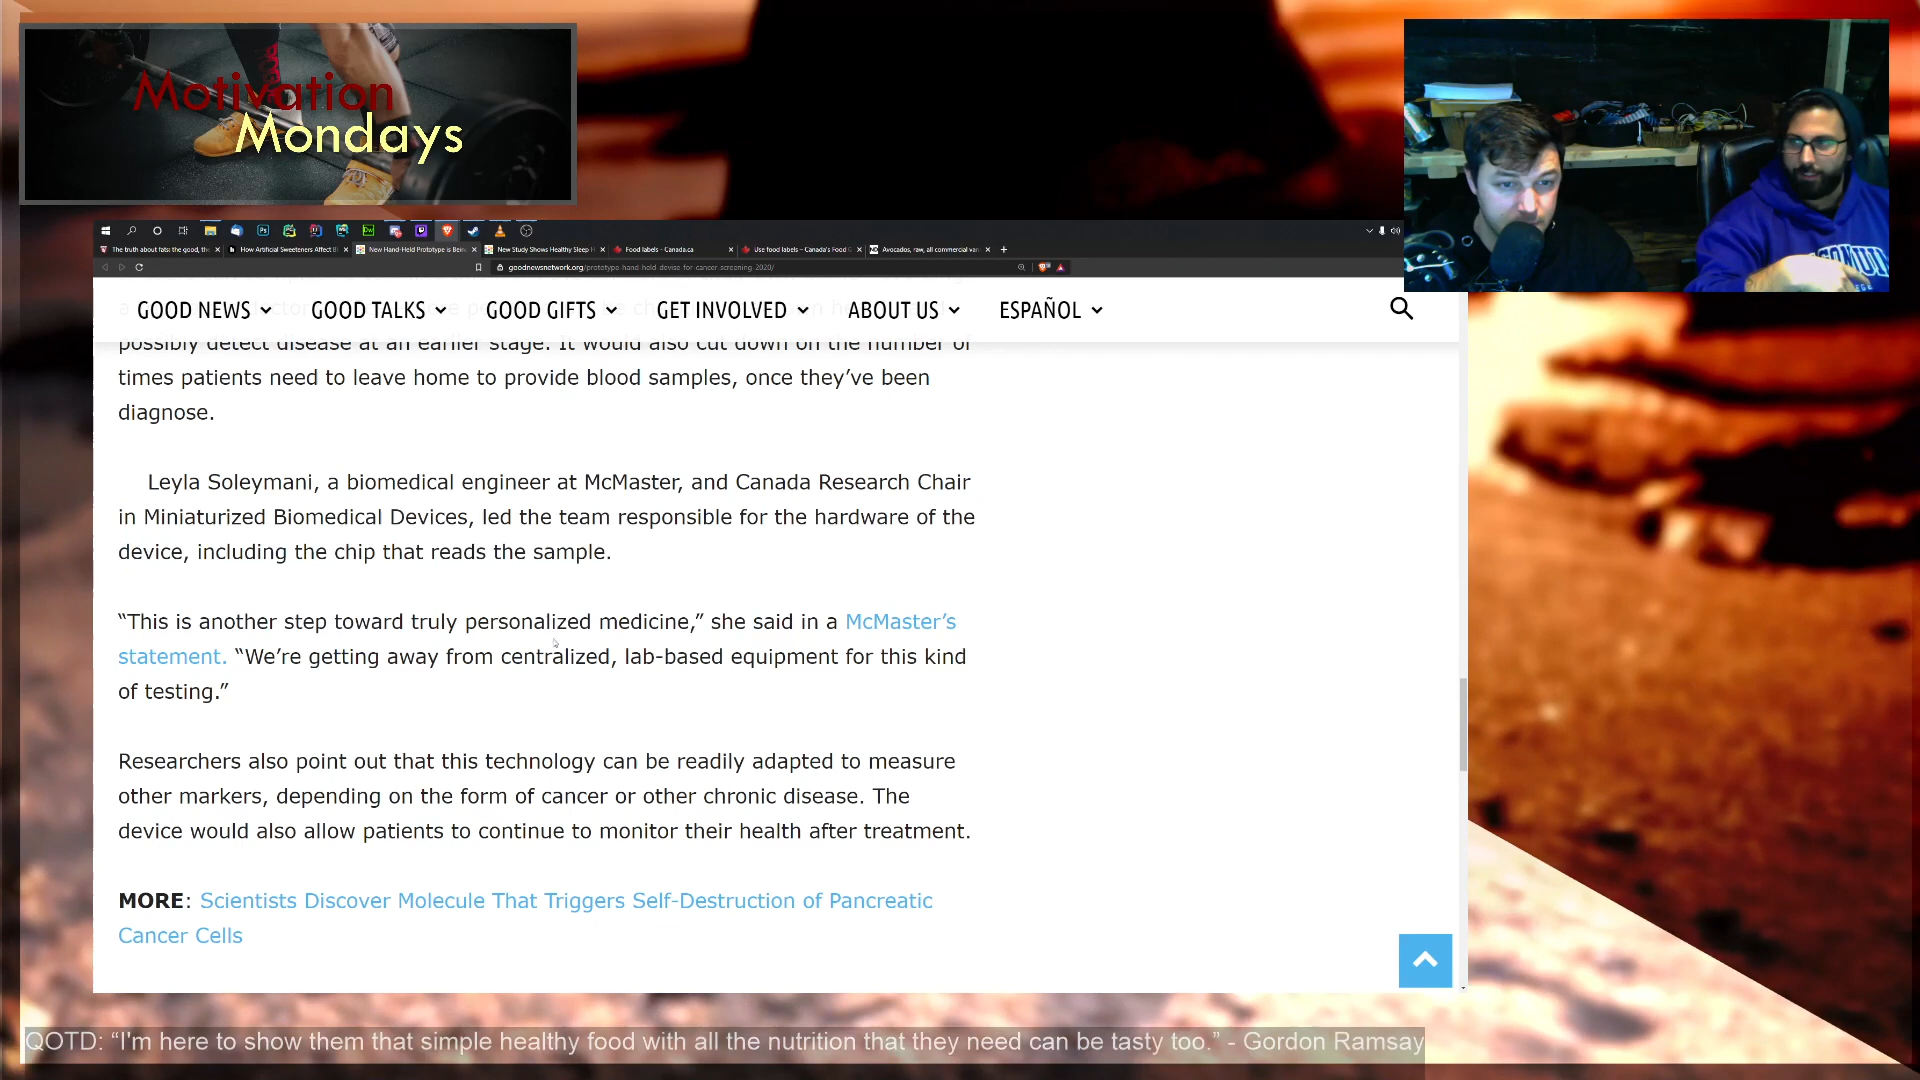 Motivation
Mondays
The truth about fats: the good, the
How Artificial Sweeteners Affect B
New Hand-Held Prototype is Bein
New Study Shows Healthy Sleep H
Food labels - Canada.ca
Use food labels – Canada's Food G
Avocados, raw, all commercial var
goodnewsnetwork.org/prototype-hand-held-devise-for-cancer-screening-2020/
GOOD NEWS GOOD TALKS GOOD GIFTS GET INVOLVED ABOUT US ESPAÑOL
possibly detect disease at an earlier stage. It would also cut down on the number of
times patients need to leave home to provide blood samples, once they’ve been
diagnose.
Leyla Soleymani, a biomedical engineer at McMaster, and Canada Research Chair
in Miniaturized Biomedical Devices, led the team responsible for the hardware of the
device, including the chip that reads the sample.
“This is another step toward truly personalized medicine,” she said in a McMaster’s
statement. “We’re getting away from centralized, lab-based equipment for this kind
of testing.”
Researchers also point out that this technology can be readily adapted to measure
other markers, depending on the form of cancer or other chronic disease. The
device would also allow patients to continue to monitor their health after treatment.
MORE: Scientists Discover Molecule That Triggers Self-Destruction of Pancreatic
Cancer Cells
QOTD: “I'm here to show them that simple healthy food with all the nutrition that they need can be tasty too.” - Gordon Ramsay